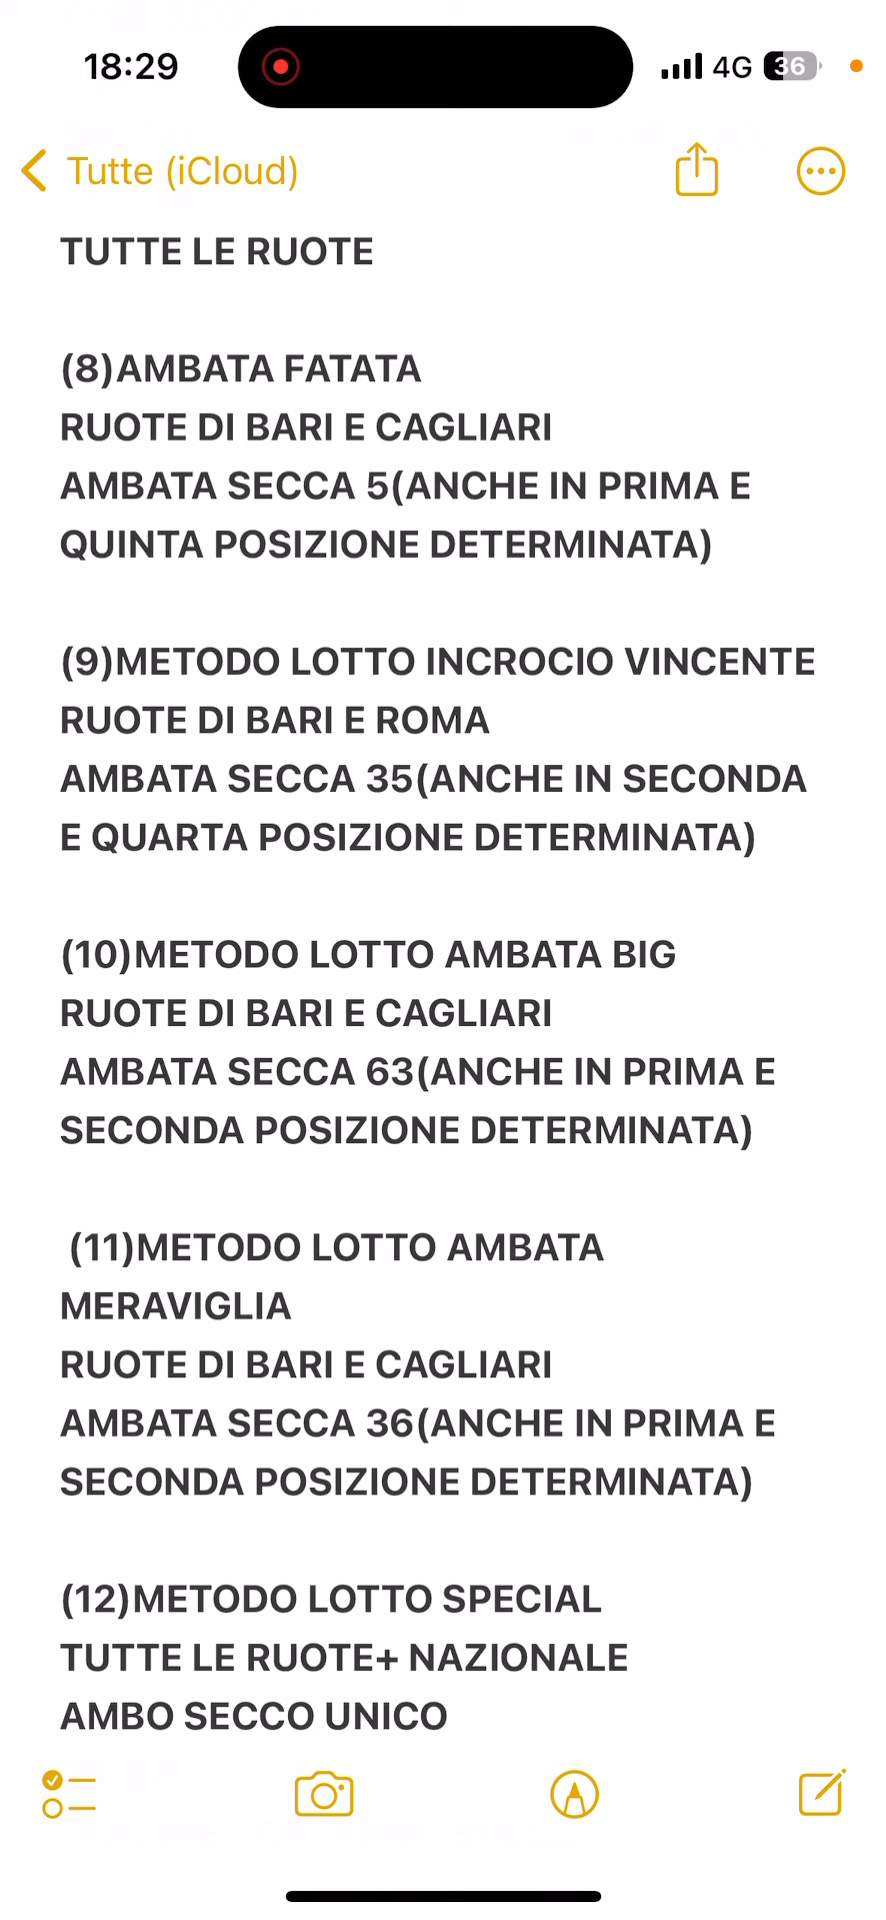 18:29
4G
36
Tutte (iCloud)
TUTTE LE RUOTE
(8)AMBATA FATATA
RUOTE DI BARI E CAGLIARI
AMBATA SECCA 5(ANCHE IN PRIMA E
QUINTA POSIZIONE DETERMINATA)
(9)METODO LOTTO INCROCIO VINCENTE
RUOTE DI BARI E ROMA
AMBATA SECCA 35(ANCHE IN SECONDA
E QUARTA POSIZIONE DETERMINATA)
(10)METODO LOTTO AMBATA BIG
RUOTE DI BARI E CAGLIARI
AMBATA SECCA 63(ANCHE IN PRIMA E
SECONDA POSIZIONE DETERMINATA)
(11)METODO LOTTO AMBATA
MERAVIGLIA
RUOTE DI BARI E CAGLIARI
AMBATA SECCA 36(ANCHE IN PRIMA E
SECONDA POSIZIONE DETERMINATA)
(12)METODO LOTTO SPECIAL
TUTTE LE RUOTE+ NAZIONALE
AMBO SECCO UNICO